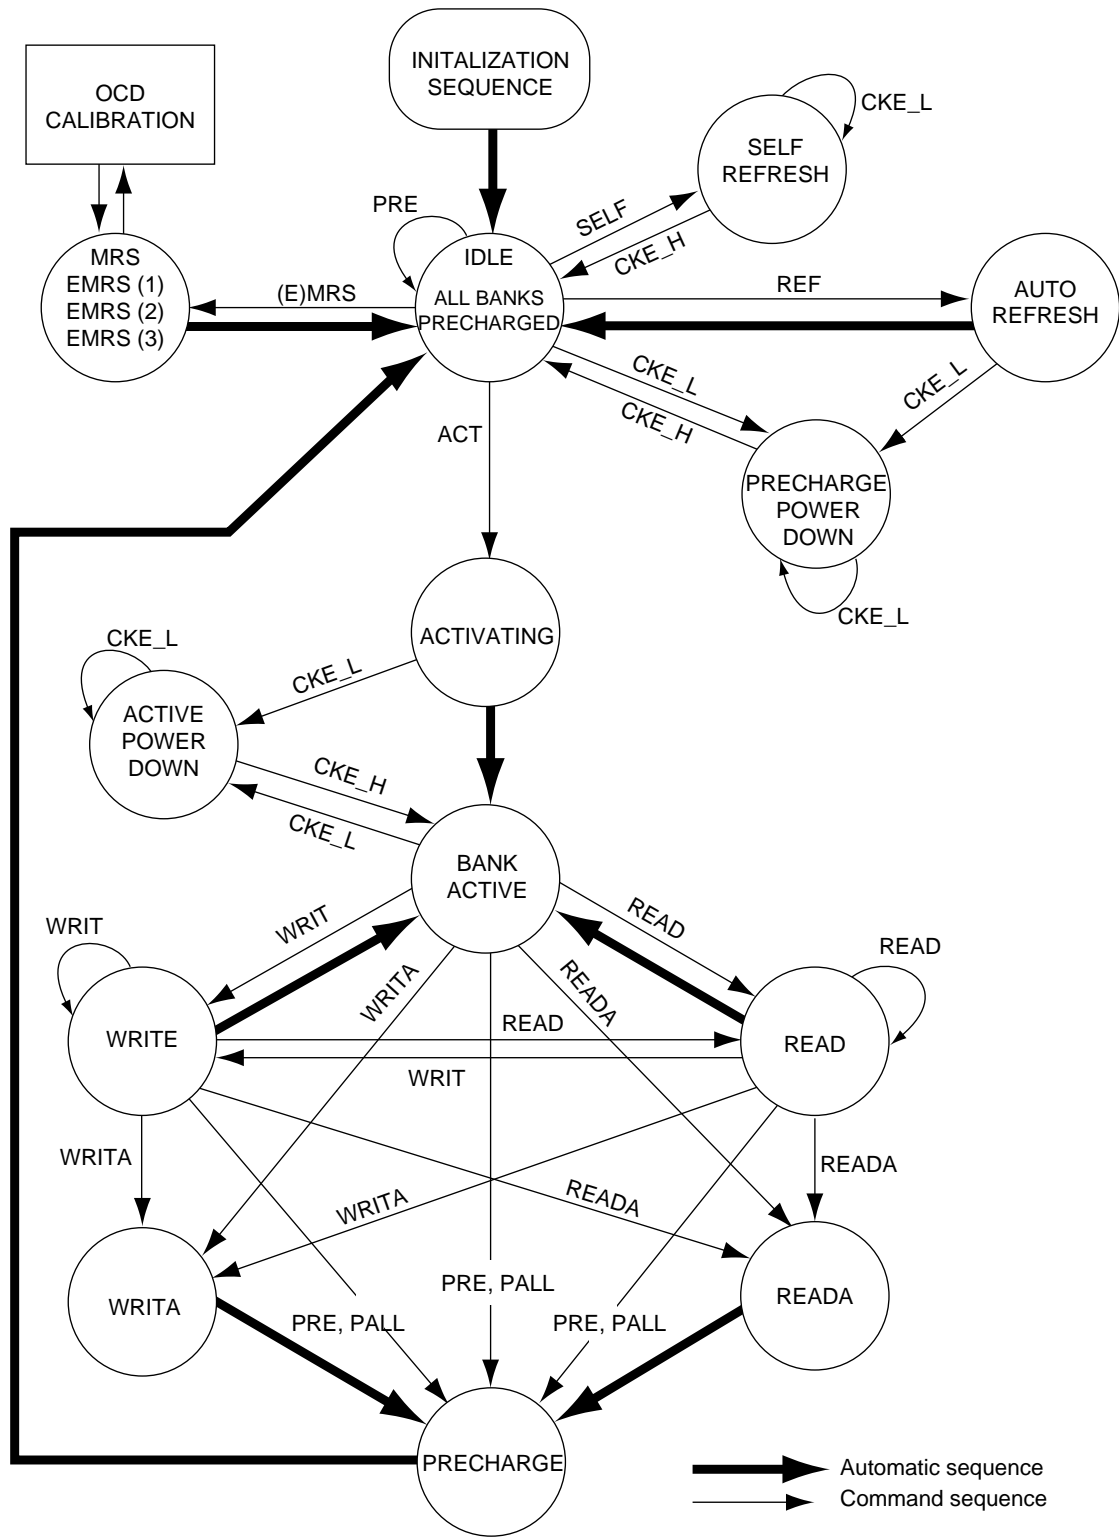 INITALIZATION
SEQUENCE
OCD
CALIBRATION
CKE_L
SELF
REFRESH
PRE
SELF
CKE_H
IDLE
ALL BANKS
PRECHARGED
MRS
EMRS (1)
EMRS (2)
EMRS (3)
(E)MRS
REF
AUTO
REFRESH
CKE_L
CKE_H
CKE_L
ACT
PRECHARGE
POWER
DOWN
CKE_L
ACTIVATING
CKE_L
CKE_L
ACTIVE
POWER
DOWN
CKE_H
CKE_L
BANK
ACTIVE
WRIT
WRIT
READ
READ
WRITA
READA
WRITE
READ
READ
WRIT
WRITA
READA
WRITA
READA
WRITA
READA
PRE, PALL
PRE, PALL
PRE, PALL
PRECHARGE
Automatic sequence
Command sequence